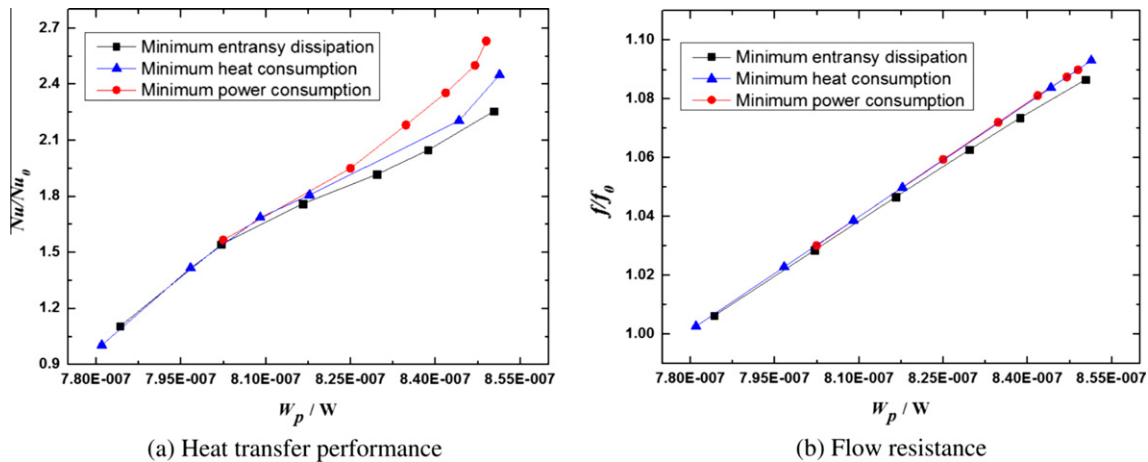 2.7
2.4
2.1
1.8
1.5
1.2
0.9
Nu/Nu₀
Minimum entransy dissipation
Minimum heat consumption
Minimum power consumption
7.80E-007 7.95E-007 8.10E-007 8.25E-007 8.40E-007 8.55E-007
W_p / W
(a) Heat transfer performance
1.10
1.08
1.06
1.04
1.02
1.00
f/f₀
Minimum entransy dissipation
Minimum heat consumption
Minimum power consumption
7.80E-007 7.95E-007 8.10E-007 8.25E-007 8.40E-007 8.55E-007
W_p / W
(b) Flow resistance